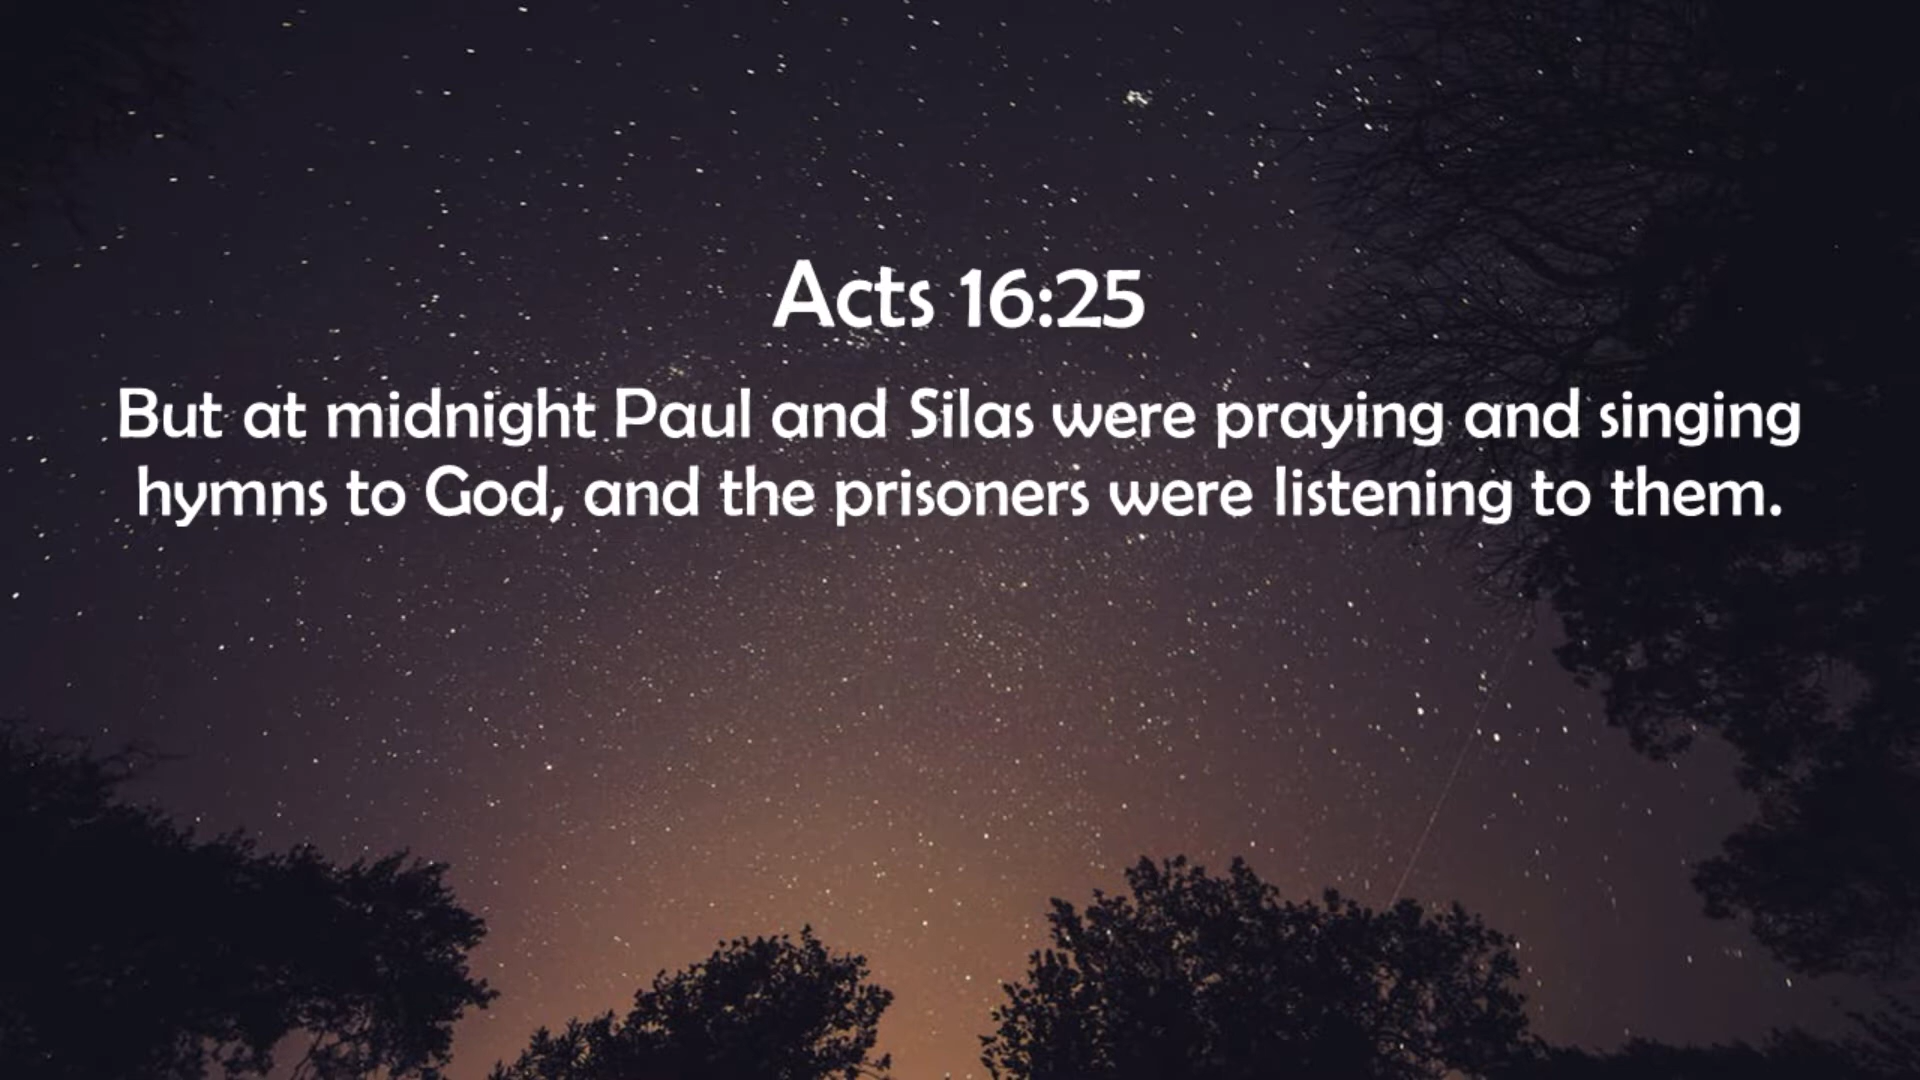 Acts 16:25
But at midnight Paul and Silas were praying and singing
hymns to God, and the prisoners were listening to them.